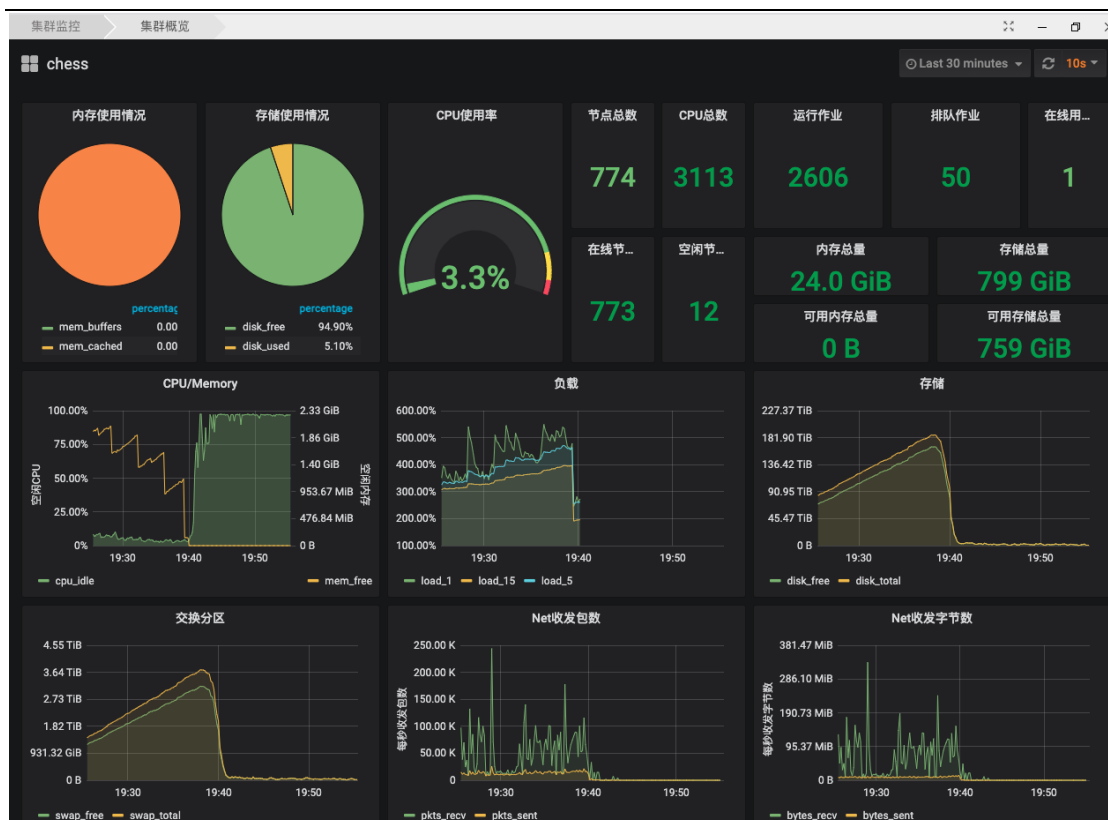 集群监控
集群概览
chess
Last 30 minutes
10s
内存使用情况
percentag
mem_buffers 0.00
mem_cached 0.00
存储使用情况
percentage
disk_free 94.90%
disk_used 5.10%
CPU使用率
3.3%
节点总数
774
CPU总数
3113
运行作业
2606
排队作业
50
在线用...
1
在线节...
773
空闲节...
12
内存总量
24.0 GiB
存储总量
799 GiB
可用内存总量
0 B
可用存储总量
759 GiB
CPU/Memory
空闲CPU
100.00%
75.00%
50.00%
25.00%
0%
2.33 GiB
1.86 GiB
1.40 GiB
953.67 MiB
476.84 MiB
0 B
空闲内存
19:30 19:40 19:50
cpu_idle
mem_free
负载
600.00%
500.00%
400.00%
300.00%
200.00%
100.00%
19:30 19:40 19:50
load_1 load_15 load_5
存储
227.37 TiB
181.90 TiB
136.42 TiB
90.95 TiB
45.47 TiB
0 B
19:30 19:40 19:50
disk_free disk_total
交换分区
4.55 TiB
3.64 TiB
2.73 TiB
1.82 TiB
931.32 GiB
0 B
19:30 19:40 19:50
swap_free swap_total
Net收发包数
每秒收发包数
250.00 K
200.00 K
150.00 K
100.00 K
50.00 K
0
19:30 19:40 19:50
pkts_recv pkts_sent
Net收发字节数
每秒收发字节数
381.47 MiB
286.10 MiB
190.73 MiB
95.37 MiB
0 B
19:30 19:40 19:50
bytes_recv bytes_sent